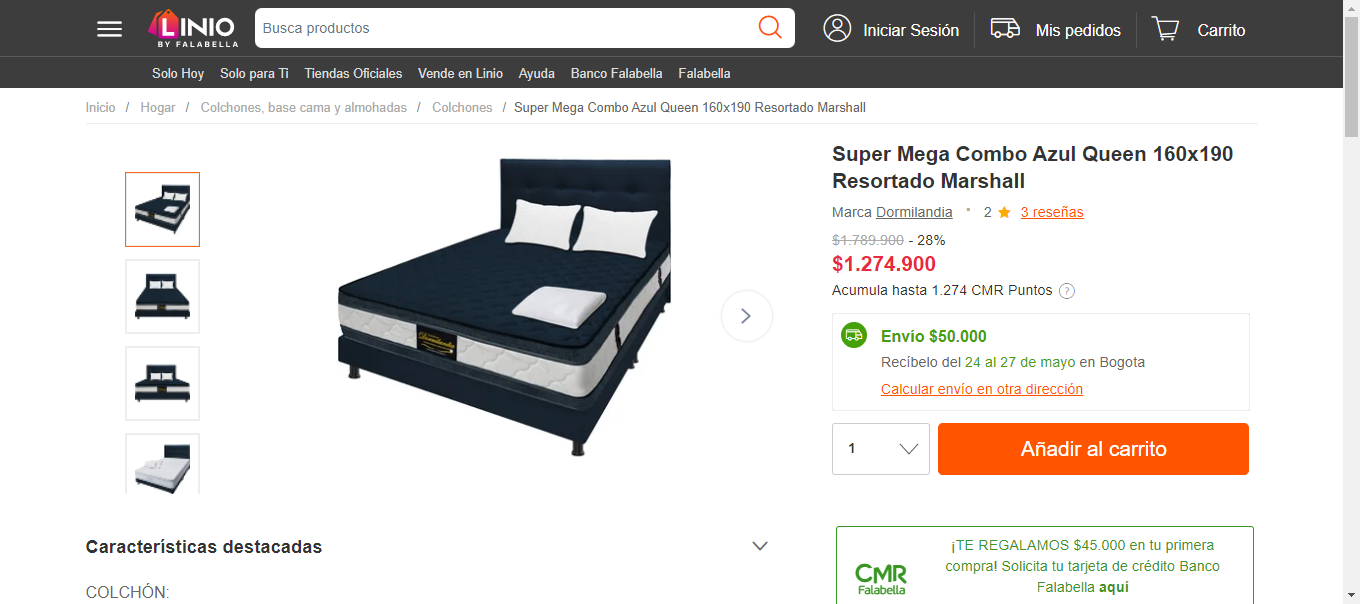 LINIO
BY FALABELLA
Busca productos
Iniciar Sesión
Mis pedidos
Carrito
Solo Hoy
Solo para Ti
Tiendas Oficiales
Vende en Linio
Ayuda
Banco Falabella
Falabella
Inicio / Hogar / Colchones, base cama y almohadas / Colchones / Super Mega Combo Azul Queen 160x190 Resortado Marshall
Super Mega Combo Azul Queen 160x190
Resortado Marshall
Marca Dormilandia • 2 ★ 3 reseñas
$1.789.900 - 28%
$1.274.900
Acumula hasta 1.274 CMR Puntos ?
Envío $50.000
Recíbelo del 24 al 27 de mayo en Bogota
Calcular envío en otra dirección
1
Añadir al carrito
Dormilandia
Características destacadas
COLCHÓN:
CMR
Falabella
¡TE REGALAMOS $45.000 en tu primera
compra! Solicita tu tarjeta de crédito Banco
Falabella aquí